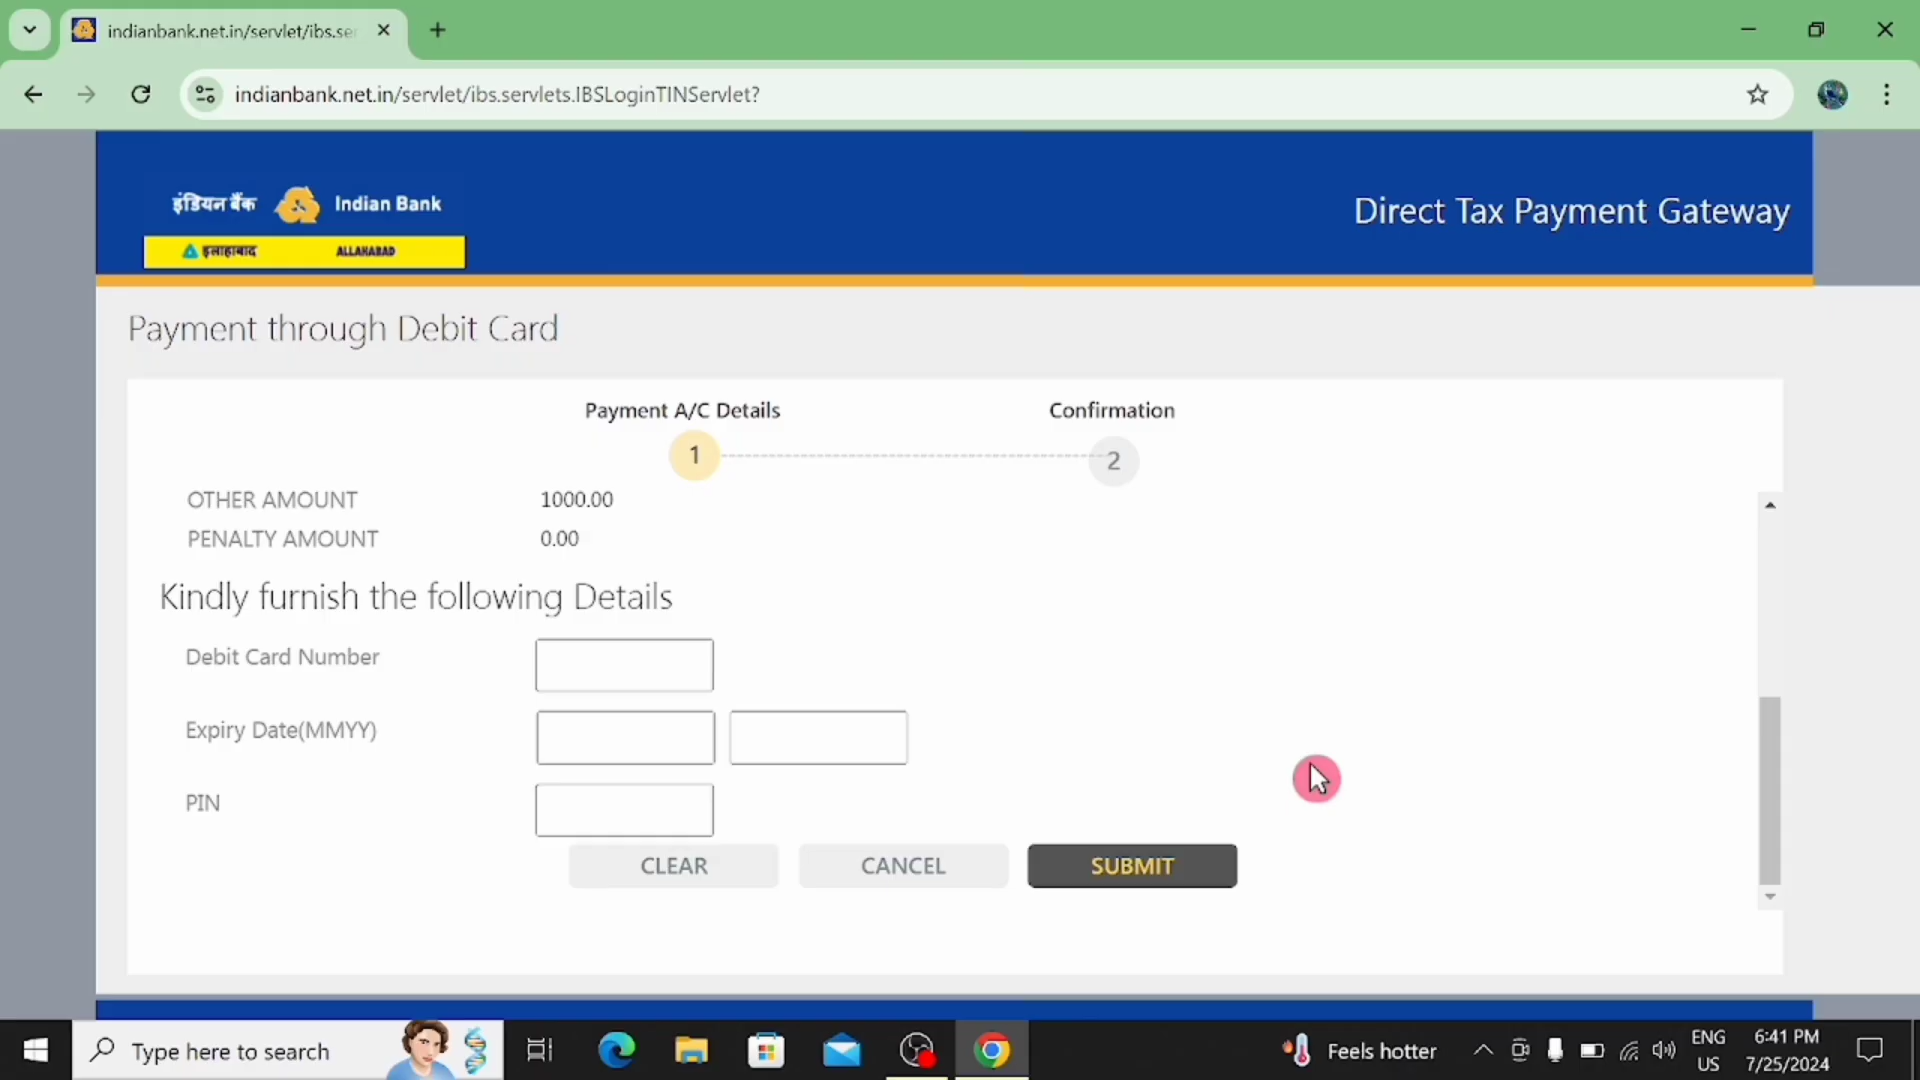 indianbank.net.in/servlet/ibs.ser
indianbank.net.in/servlet/ibs.servlets.IBSLoginTINServlet?
इंडियन बैंक Indian Bank
इलाहाबाद ALLAHABAD
Direct Tax Payment Gateway
Payment through Debit Card
Payment A/C Details Confirmation
1 2
OTHER AMOUNT 1000.00
PENALTY AMOUNT 0.00
Kindly furnish the following Details
Debit Card Number
Expiry Date(MMYY)
PIN
CLEAR CANCEL SUBMIT
Type here to search
Feels hotter
ENG
US
6:41 PM
7/25/2024